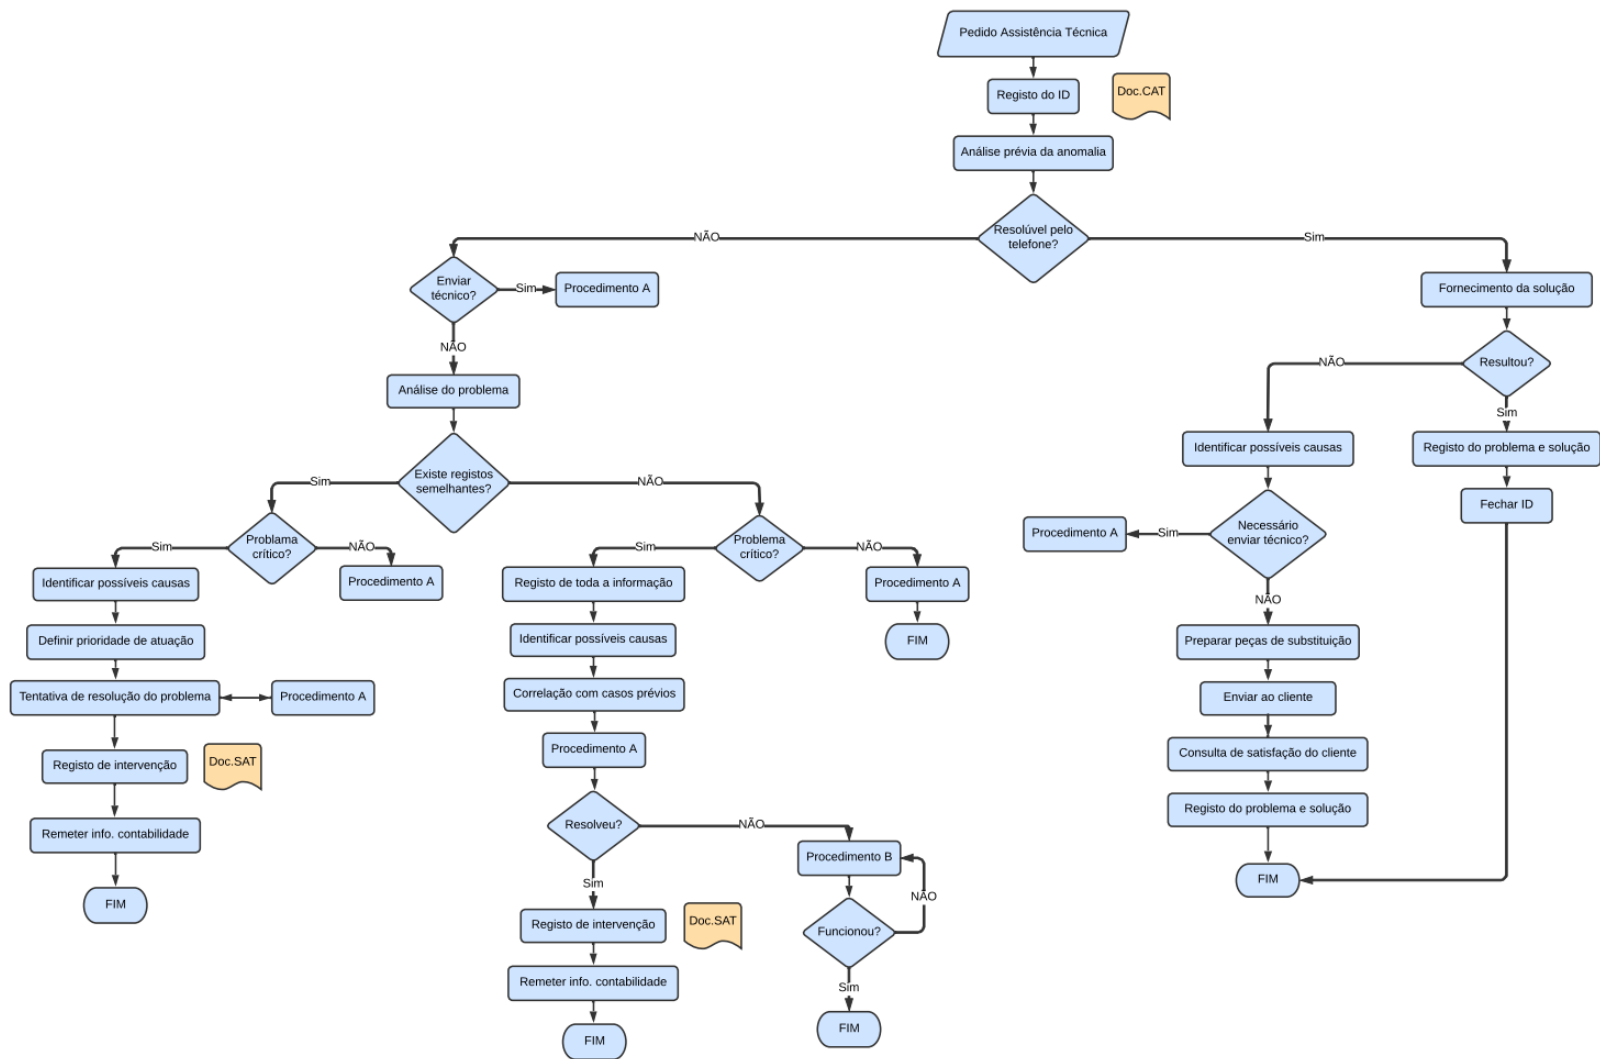 Pedido Assistência Técnica
Registo do ID
Doc.CAT
Análise prévia da anomalia
Resolúvel pelo
telefone?
NÃO
Sim
Enviar
técnico?
Sim
Procedimento A
Fornecimento da solução
NÃO
Resultou?
NÃO
Sim
Análise do problema
Identificar possíveis causas
Registo do problema e solução
Existe registos
semelhantes?
Sim
NÃO
Fechar ID
Necessário
enviar técnico?
Sim
Procedimento A
NÃO
Problama
crítico?
Sim
NÃO
Procedimento A
Problema
crítico?
Sim
NÃO
Procedimento A
FIM
Identificar possíveis causas
Definir prioridade de atuação
Tentativa de resolução do problema
Procedimento A
Registo de intervenção
Doc.SAT
Remeter info. contabilidade
FIM
Registo de toda a informação
Identificar possíveis causas
Correlação com casos prévios
Procedimento A
Resolveu?
NÃO
Sim
Procedimento B
NÃO
Funcionou?
Sim
FIM
Registo de intervenção
Doc.SAT
Remeter info. contabilidade
FIM
Preparar peças de substituição
Enviar ao cliente
Consulta de satisfação do cliente
Registo do problema e solução
FIM